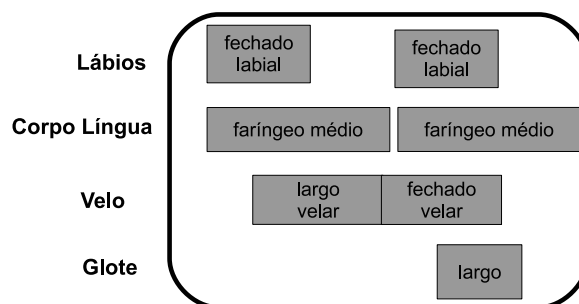 Lábios
fechado
labial
fechado
labial
Corpo Língua
faríngeo médio
faríngeo médio
Velo
largo
velar
fechado
velar
Glote
largo